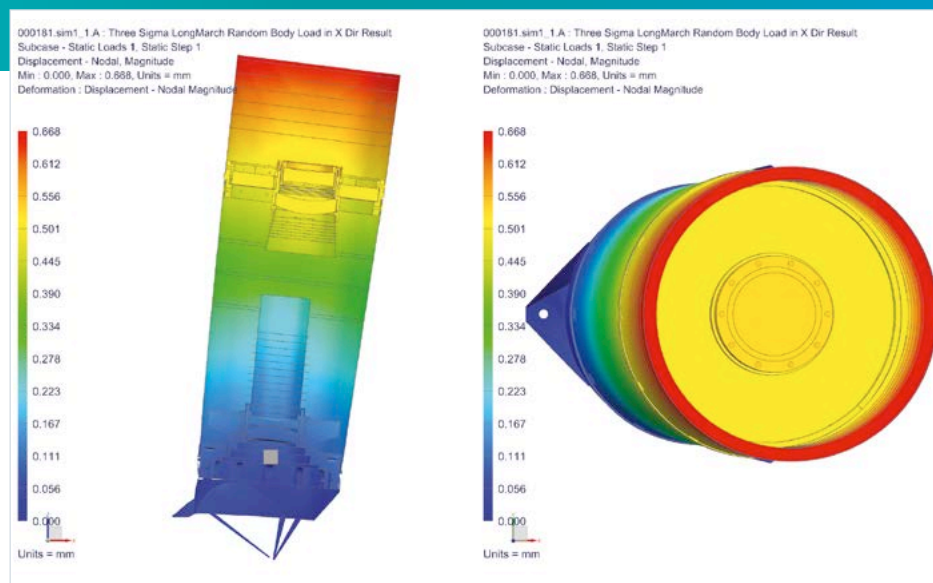 000181.sim1_1.A : Three Sigma LongMarch Random Body Load in X Dir Result
Subcase - Static Loads 1, Static Step 1
Displacement - Nodal, Magnitude
Min : 0.000, Max : 0.668, Units = mm
Deformation : Displacement - Nodal Magnitude
0.668
0.612
0.556
0.501
0.445
0.390
0.334
0.278
0.223
0.167
0.111
0.056
0.000
Units = mm
000181.sim1_1.A : Three Sigma LongMarch Random Body Load in X Dir Result
Subcase - Static Loads 1, Static Step 1
Displacement - Nodal, Magnitude
Min : 0.000, Max : 0.668, Units = mm
Deformation : Displacement - Nodal Magnitude
0.668
0.612
0.556
0.501
0.445
0.390
0.334
0.278
0.223
0.167
0.111
0.056
0.000
Units = mm